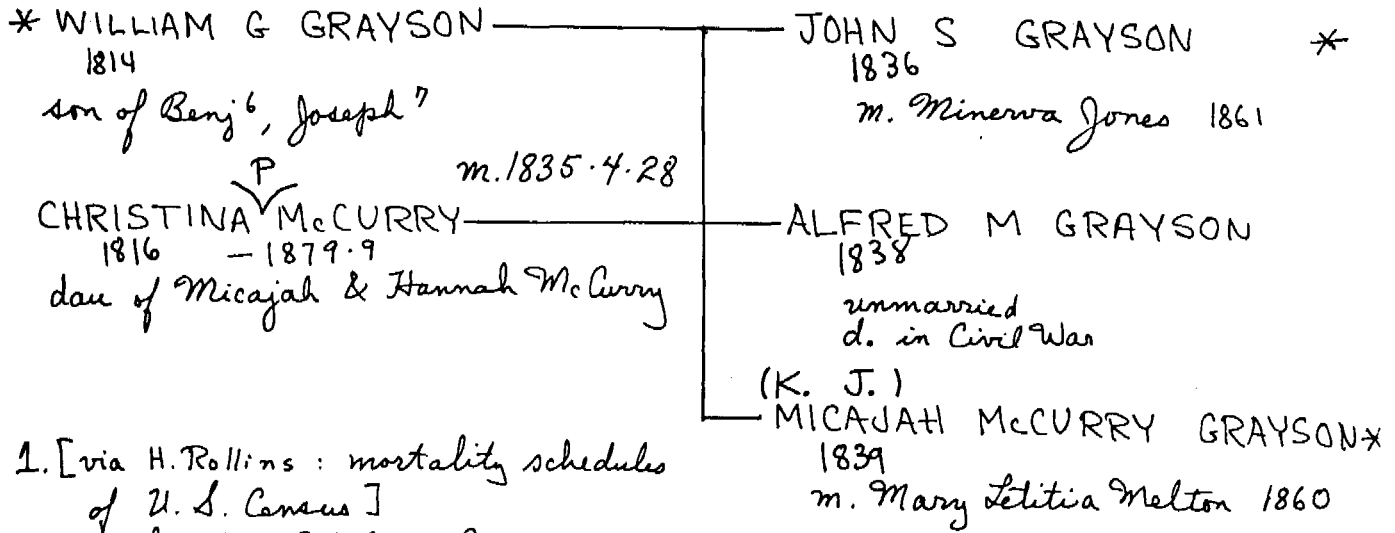 * WILLIAM G GRAYSON
1814
son of Benj⁶, Joseph⁷
m. 1835.4.28
P
CHRISTINA McCURRY
1816 – 1879.9
dau of Micajah & Hannah McCurry
JOHN S GRAYSON *
1836
m. Minerva Jones 1861
ALFRED M GRAYSON
1838
unmarried
d. in Civil War
(K. J.)
MICAJAH McCURRY GRAYSON*
1839
m. Mary Letitia Melton 1860
1. [via H. Rollins : mortality schedules
of U. S. Census]